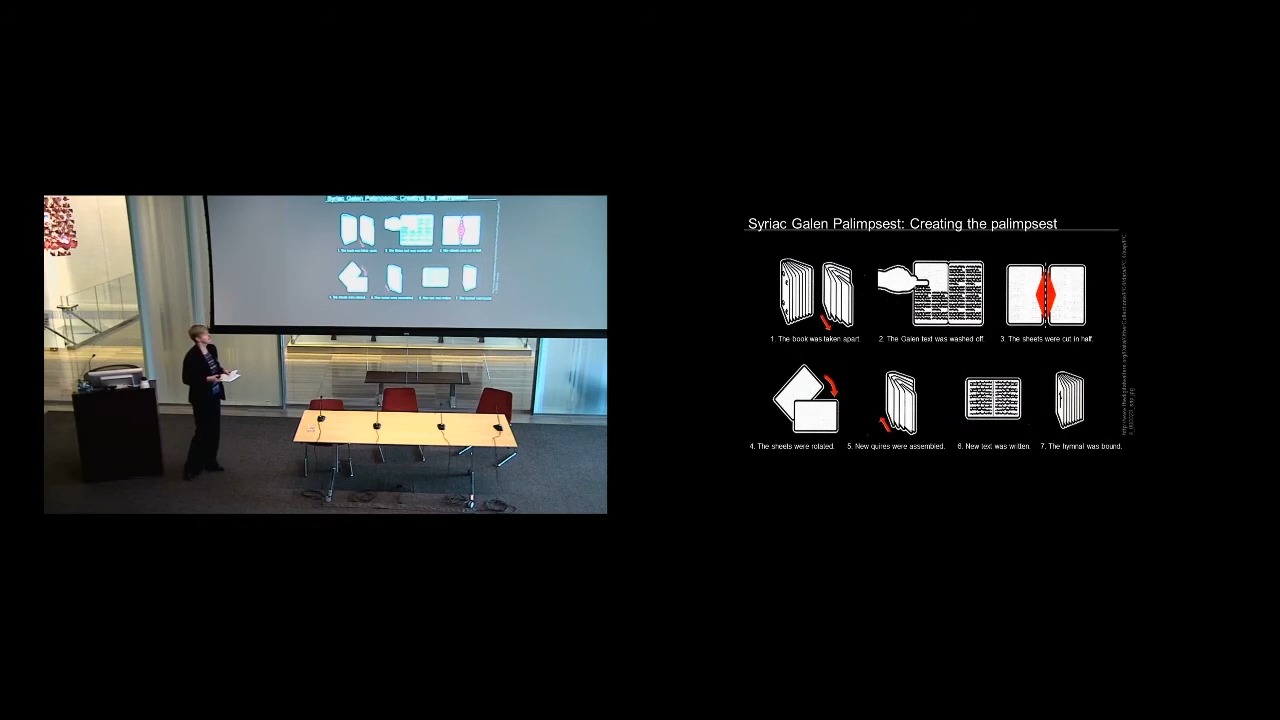 Syriac Galen Palimpsest: Creating the palimpsest
1. The book was taken apart.
2. The Galen text was washed off.
3. The sheets were cut in half.
4. The sheets were rotated.
5. New quires were assembled.
6. New text was written.
7. The hymnal was bound.